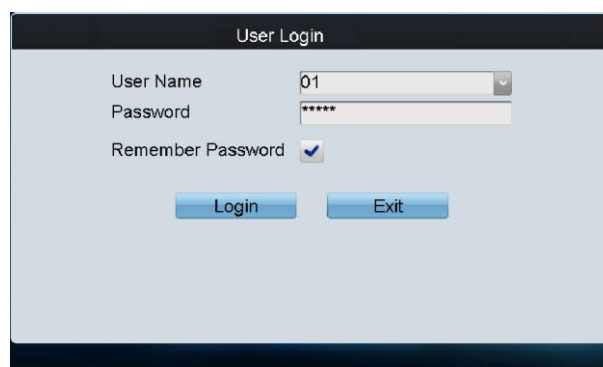 User Login
User Name 01
Password *****
Remember Password
Login Exit